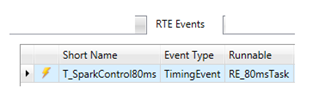 RTE Events
Short Name Event Type Runnable
T_SparkControl80ms TimingEvent RE_80msTask